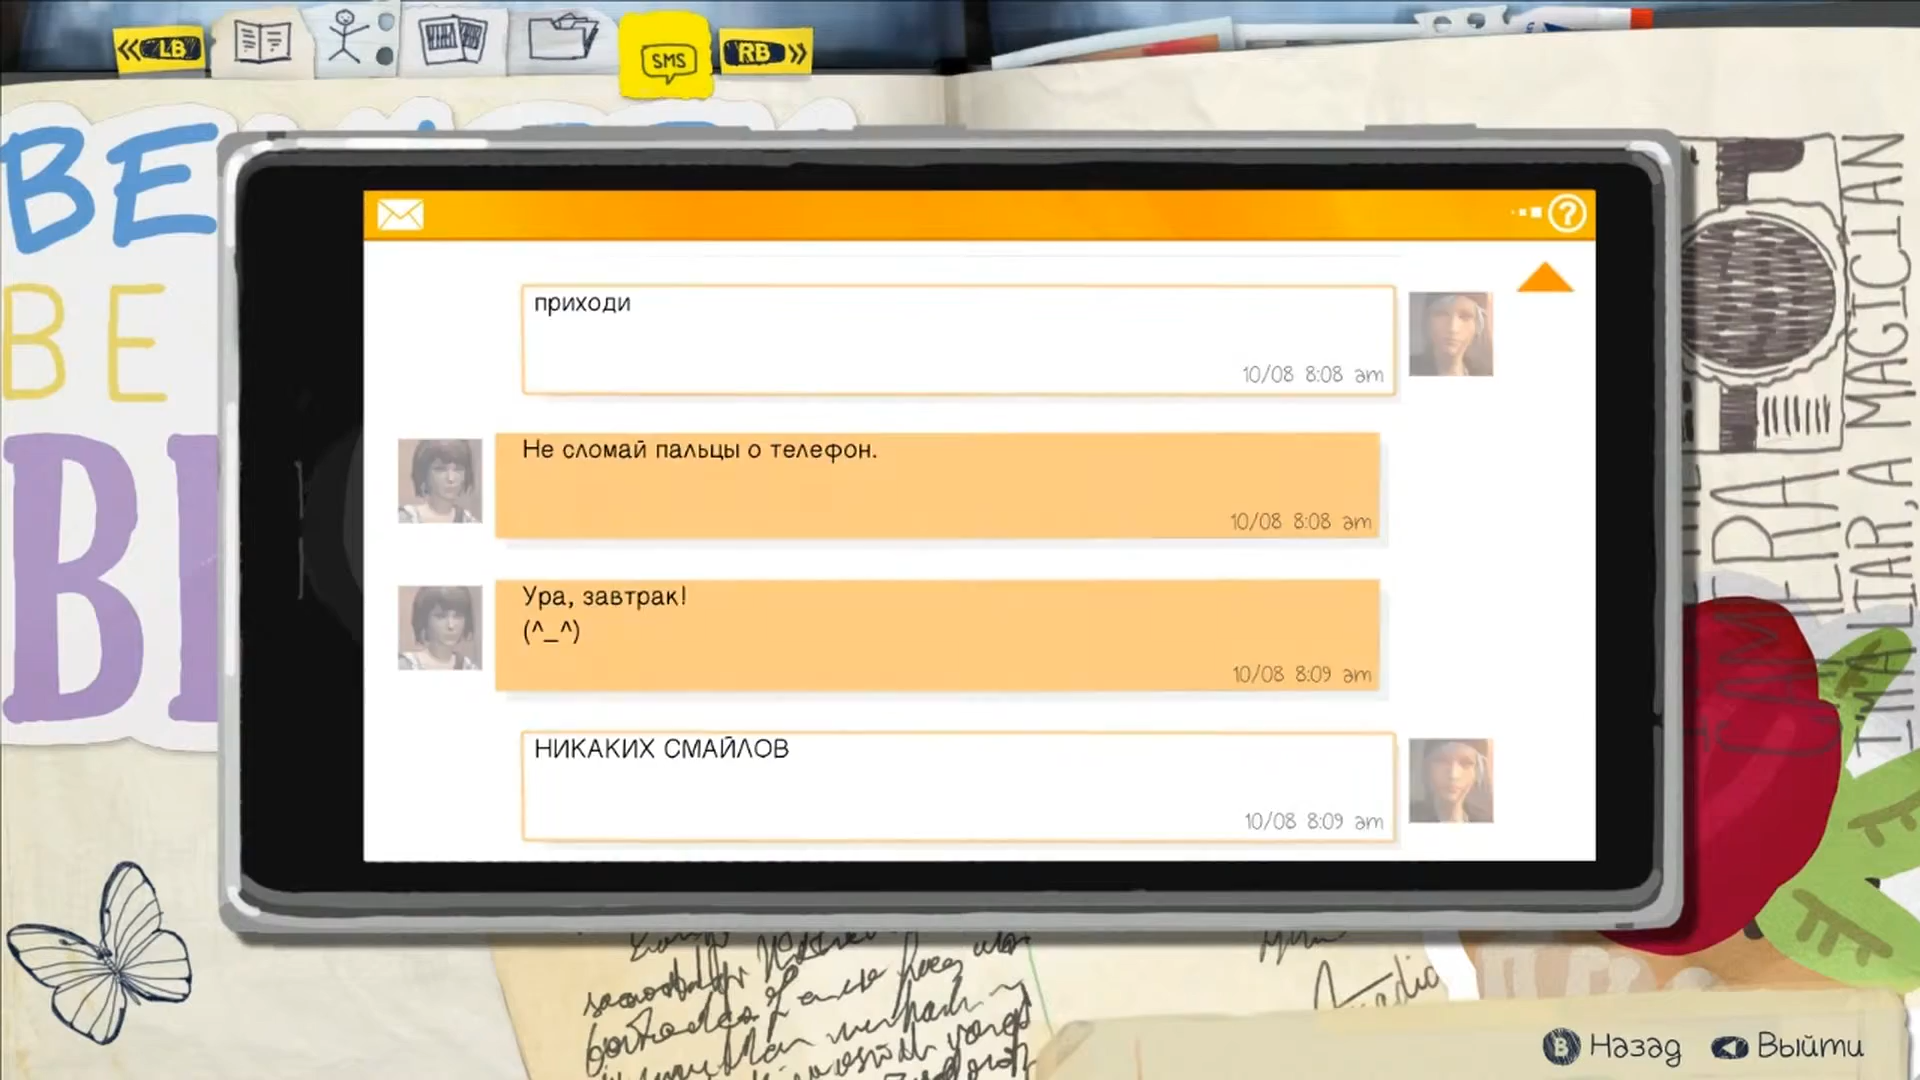 LB
SMS
RB
BE
BE
приходи
10/08 8:08 am
Не сломай пальцы о телефон.
10/08 8:08 am
Ура, завтрак!
(^_^)
10/08 8:09 am
НИКАКИХ СМАЙЛОВ
10/08 8:09 am
CAMERA
I'M A LIAR, A MAGICIAN
B Назад
Выйти